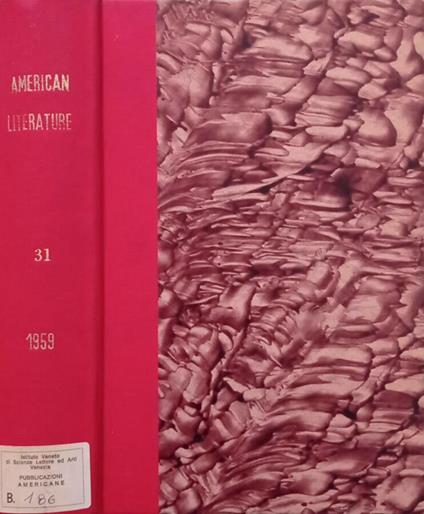 AMERICAN
LITERATURE
31
1959
Istituto Veneto
di Scienze Lettere ed Arti
Venezia
PUBBLICAZIONI
AMERICANE
B. 186